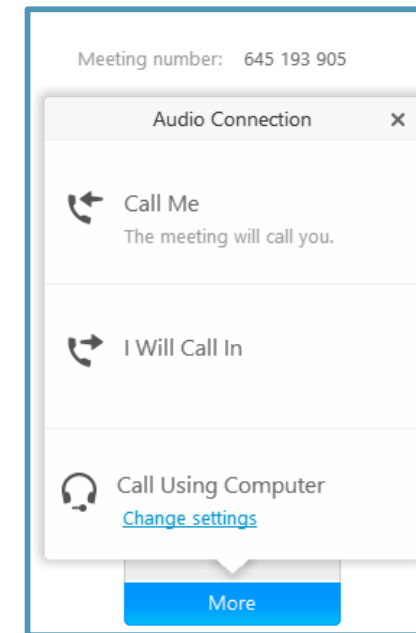 Meeting number: 645 193 905
Audio Connection ×
Call Me
The meeting will call you.
I Will Call In
Call Using Computer
Change settings
More